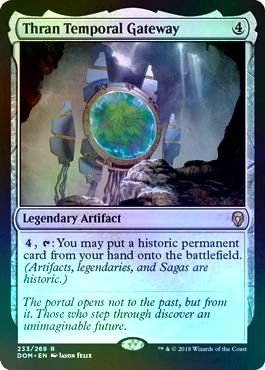 Thran Temporal Gateway 4
Legendary Artifact
4, T: You may put a historic permanent
card from your hand onto the battlefield.
(Artifacts, legendaries, and Sagas are
historic.)
The portal opens not to the past, but from
it. Those who step through discover an
unimaginable future.
233/269 R
DOM • EN JASON FELIX
™ & © 2018 Wizards of the Coast